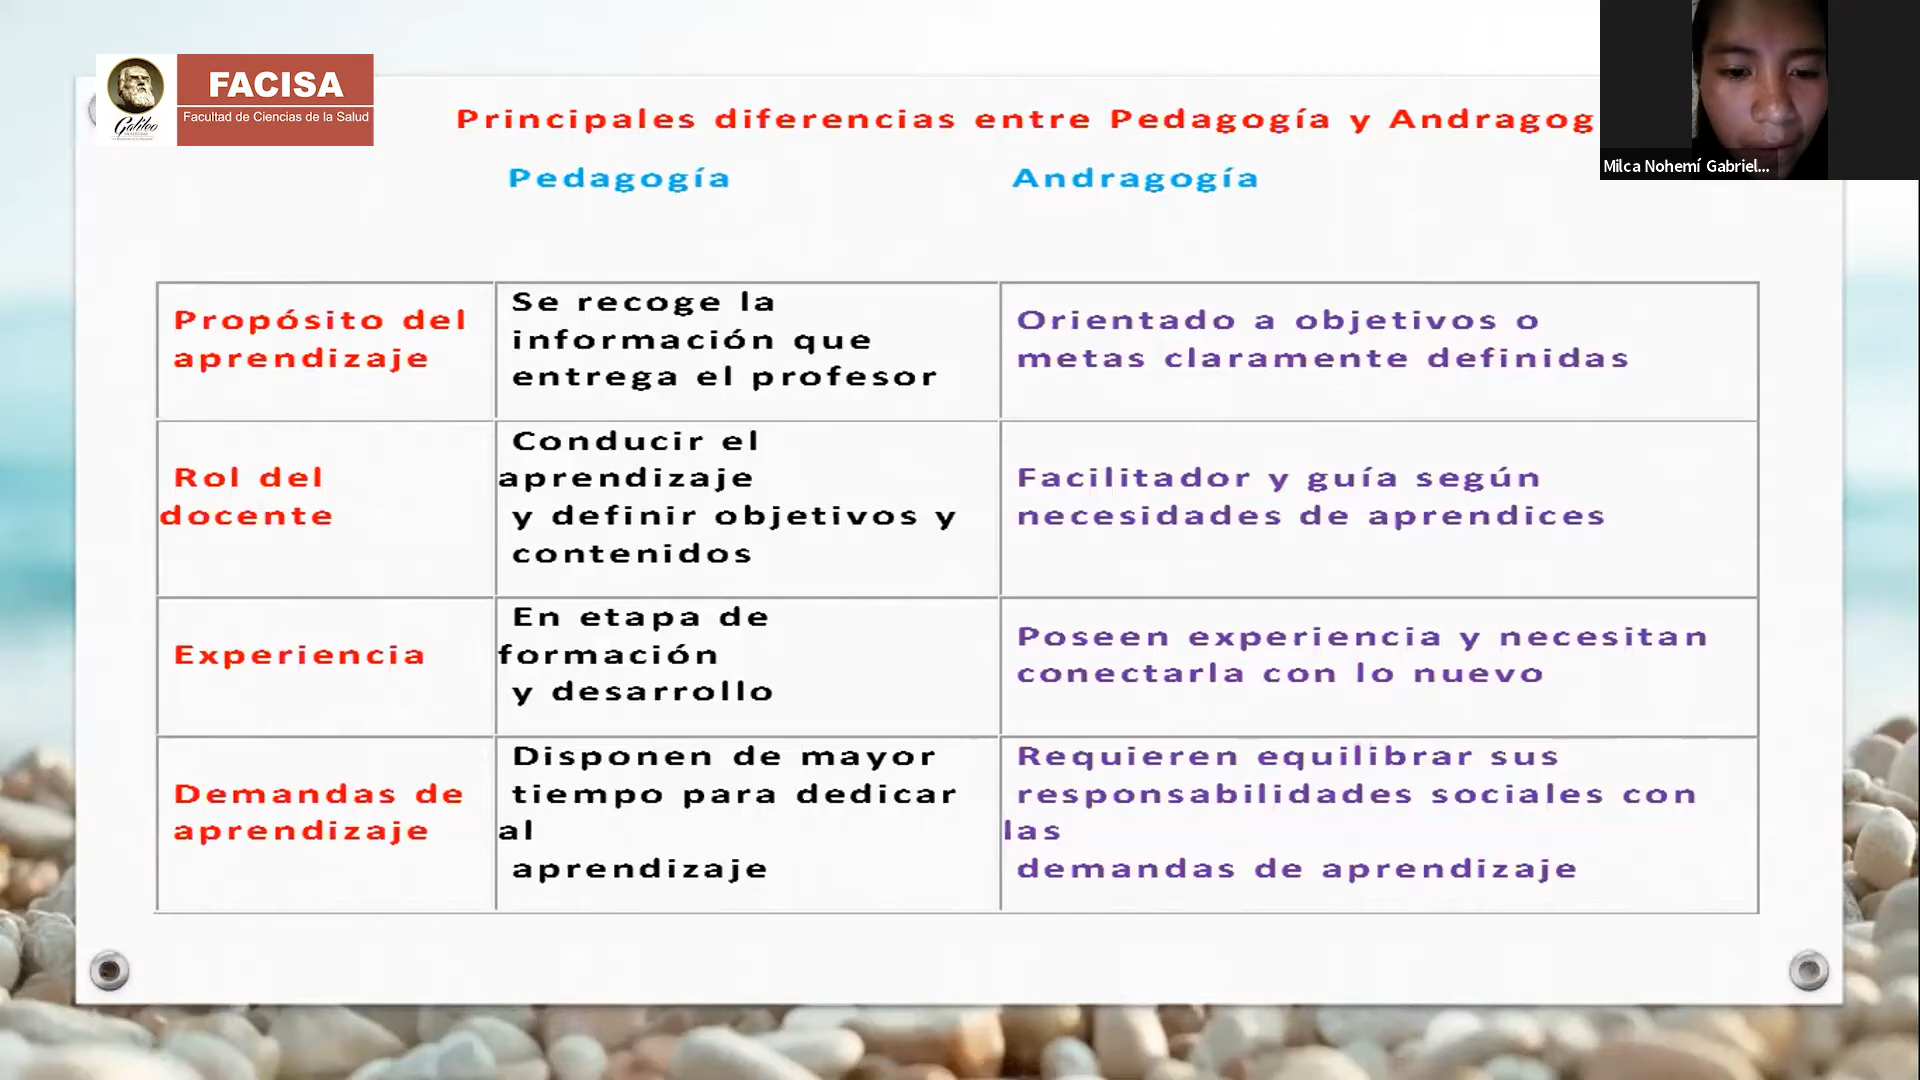 FACISA
Galileo
Facultad de Ciencias de la Salud
Principales diferencias entre Pedagogía y Andragog
Milca Nohemí Gabriel...
Pedagogía
Andragogía
Propósito del
aprendizaje
Se recoge la
información que
entrega el profesor
Orientado a objetivos o
metas claramente definidas
Rol del
docente
Conducir el
aprendizaje
y definir objetivos y
contenidos
Facilitador y guía según
necesidades de aprendices
Experiencia
En etapa de
formación
y desarrollo
Poseen experiencia y necesitan
conectarla con lo nuevo
Demandas de
aprendizaje
Disponen de mayor
tiempo para dedicar
al
aprendizaje
Requieren equilibrar sus
responsabilidades sociales con
las
demandas de aprendizaje